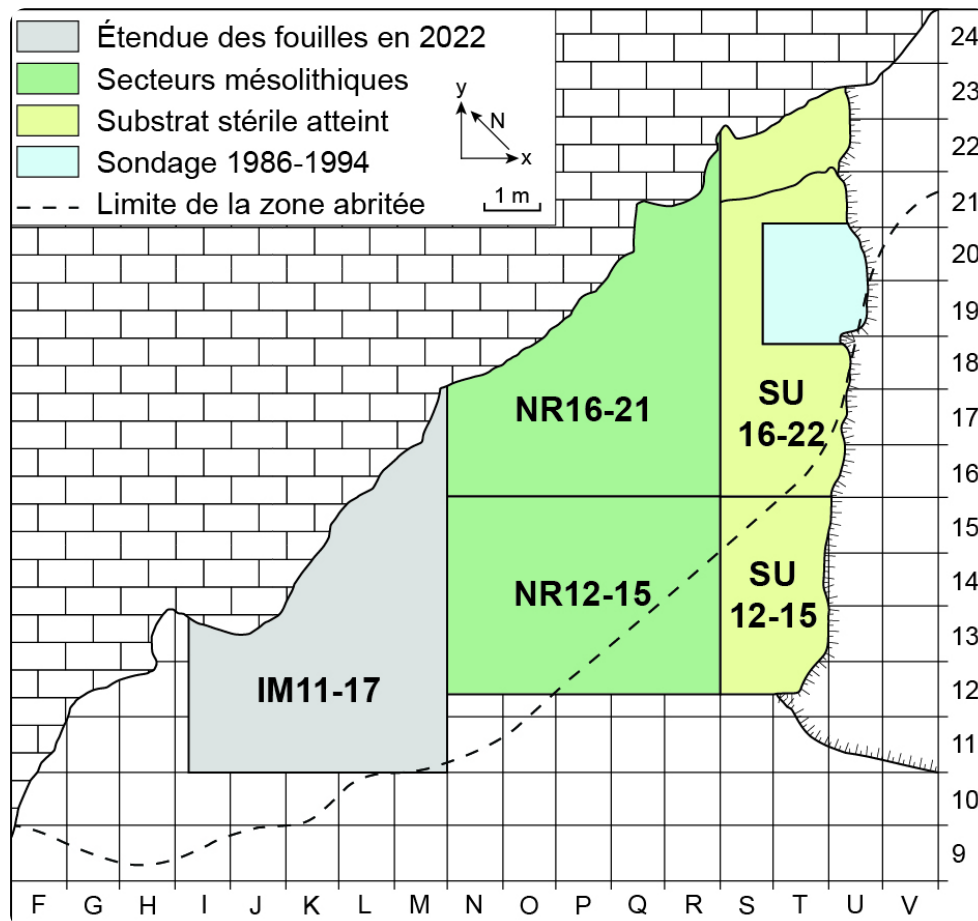 Étendue des fouilles en 2022
Secteurs mésolithiques
Substrat stérile atteint
Sondage 1986-1994
Limite de la zone abritée
y
N
x
1 m
24
23
22
21
20
19
18
17
16
15
14
13
12
11
10
9
NR16-21
SU
16-22
NR12-15
SU
12-15
IM11-17
F G H I J K L M N O P Q R S T U V